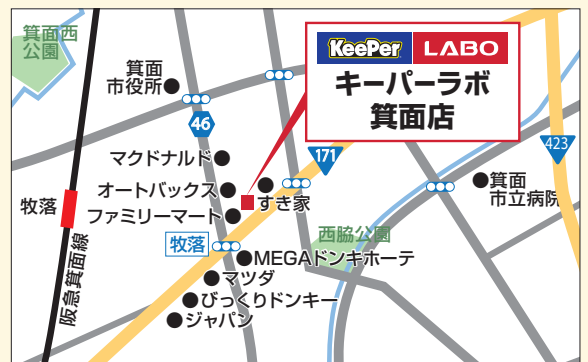 箕面西
公園
箕面
市役所
KeePer LABO
キーパーラボ
箕面店
46
171
423
マクドナルド
オートバックス
ファミリーマート
すき家
箕面
市立病院
牧落
牧落
西脇公園
MEGAドンキホーテ
マツダ
びっくりドンキー
ジャパン
阪急箕面線